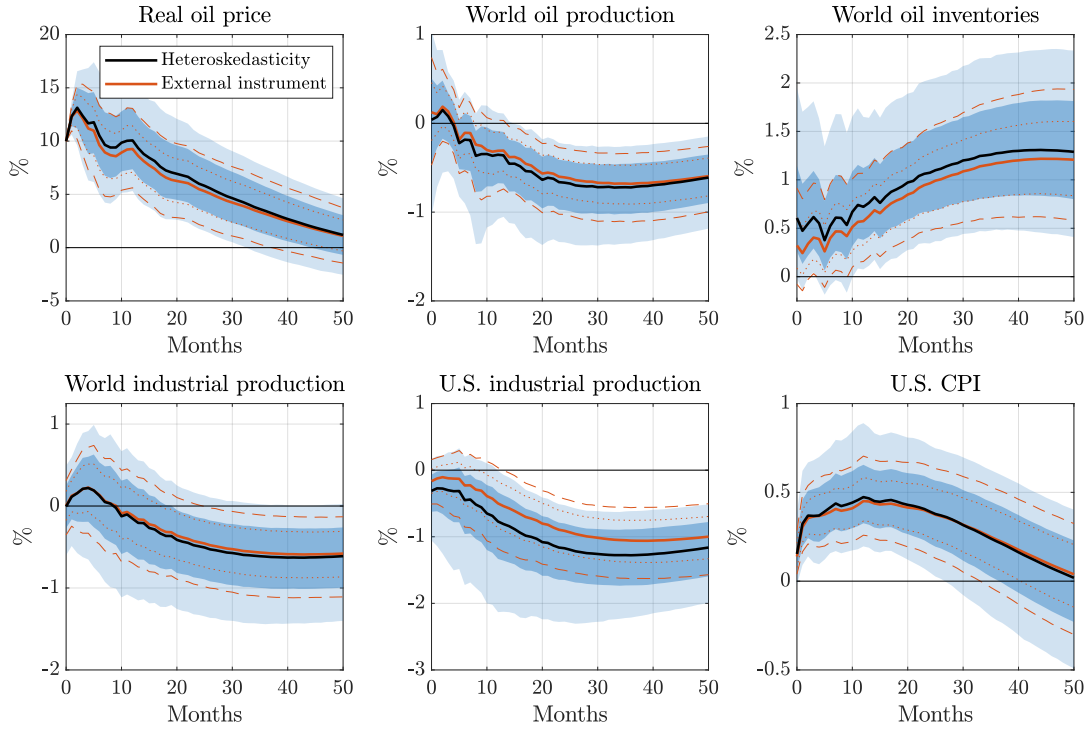 Real oil price
20
15
10
5
0
-5
%
0 10 20 30 40 50
Months
Heteroskedasticity
External instrument
World oil production
1
0
-1
-2
%
0 10 20 30 40 50
Months
World oil inventories
2.5
2
1.5
1
0.5
0
%
0 10 20 30 40 50
Months
World industrial production
1
0
-1
-2
%
0 10 20 30 40 50
Months
U.S. industrial production
1
0
-1
-2
-3
%
0 10 20 30 40 50
Months
U.S. CPI
1
0.5
0
-0.5
%
0 10 20 30 40 50
Months